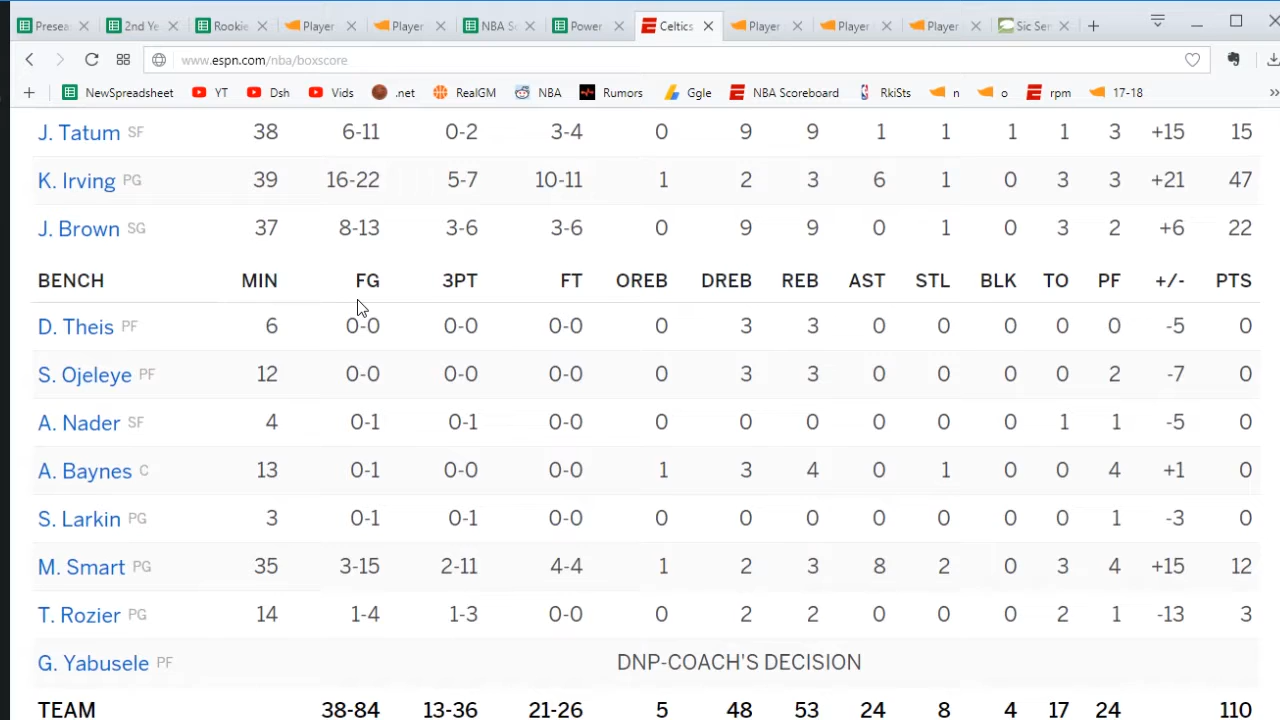 Presea 2nd Ye Rookie Player Player NBA S Power Celtics Player Player Player Sic Ser
www.espn.com/nba/boxscore
NewSpreadsheet YT Dsh Vids .net RealGM NBA Rumors Ggle NBA Scoreboard RkiSts n o rpm 17-18
J. Tatum SF 38 6-11 0-2 3-4 0 9 9 1 1 1 1 3 +15 15
K. Irving PG 39 16-22 5-7 10-11 1 2 3 6 1 0 3 3 +21 47
J. Brown SG 37 8-13 3-6 3-6 0 9 9 0 1 0 3 2 +6 22
BENCH MIN FG 3PT FT OREB DREB REB AST STL BLK TO PF +/- PTS
D. Theis PF 6 0-0 0-0 0-0 0 3 3 0 0 0 0 0 -5 0
S. Ojeleye PF 12 0-0 0-0 0-0 0 3 3 0 0 0 0 2 -7 0
A. Nader SF 4 0-1 0-1 0-0 0 0 0 0 0 0 1 1 -5 0
A. Baynes C 13 0-1 0-0 0-0 1 3 4 0 1 0 0 4 +1 0
S. Larkin PG 3 0-1 0-1 0-0 0 0 0 0 0 0 0 1 -3 0
M. Smart PG 35 3-15 2-11 4-4 1 2 3 8 2 0 3 4 +15 12
T. Rozier PG 14 1-4 1-3 0-0 0 2 2 0 0 0 2 1 -13 3
G. Yabusele PF DNP-COACH'S DECISION
TEAM 38-84 13-36 21-26 5 48 53 24 8 4 17 24 110